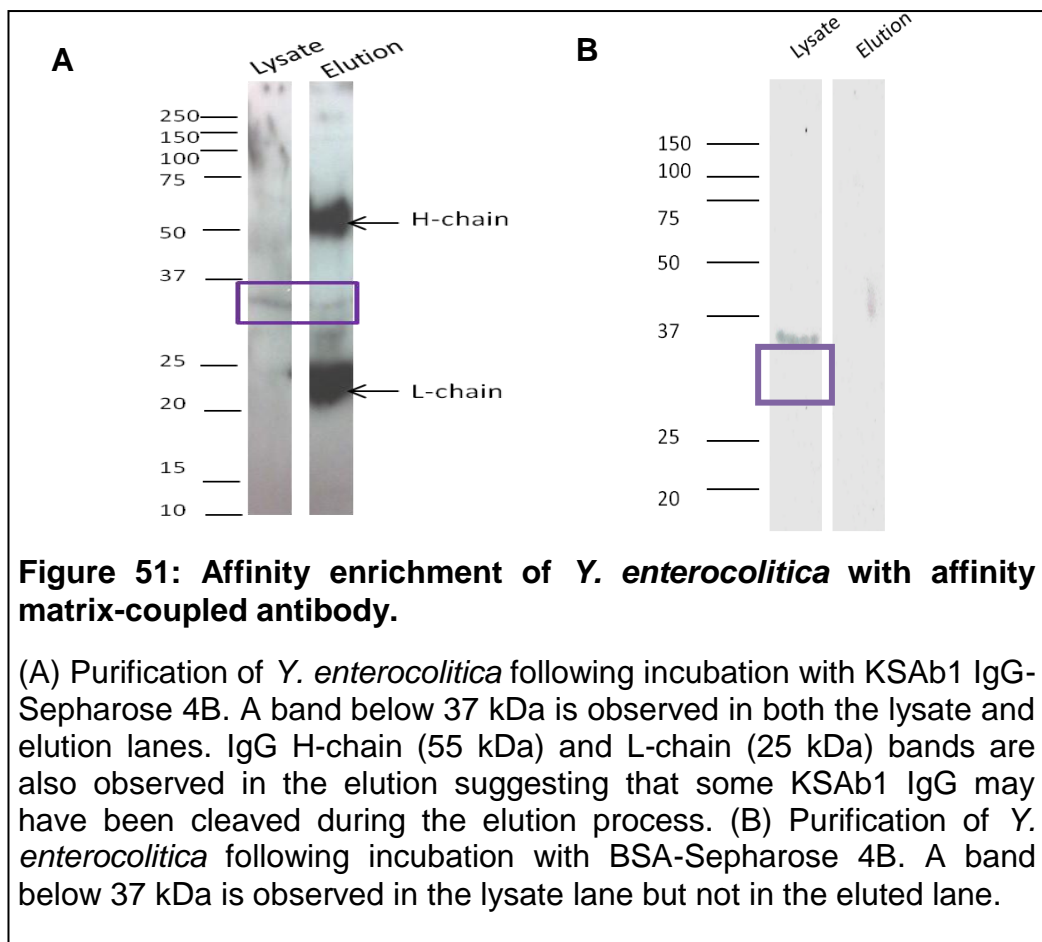 A
Lysate
Elution
250
150
100
75
50
37
25
20
15
10
H-chain
L-chain
B
Lysate
Elution
150
100
75
50
37
25
20
Figure 51: Affinity enrichment of Y. enterocolitica with affinity
matrix-coupled antibody.
(A) Purification of Y. enterocolitica following incubation with KSAb1 IgG-
Sepharose 4B. A band below 37 kDa is observed in both the lysate and
elution lanes. IgG H-chain (55 kDa) and L-chain (25 kDa) bands are
also observed in the elution suggesting that some KSAb1 IgG may
have been cleaved during the elution process. (B) Purification of Y.
enterocolitica following incubation with BSA-Sepharose 4B. A band
below 37 kDa is observed in the lysate lane but not in the eluted lane.